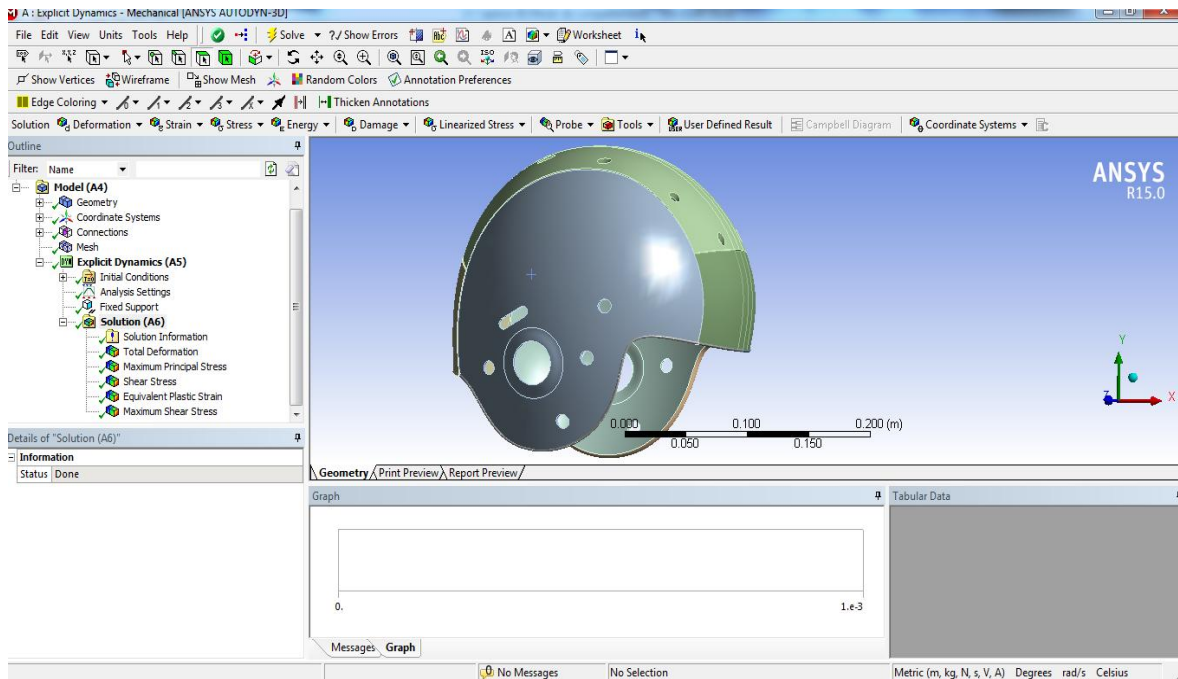 A : Explicit Dynamics - Mechanical [ANSYS AUTODYN-3D]
File Edit View Units Tools Help Solve ?/ Show Errors A Worksheet
ISO
Show Vertices Wireframe Show Mesh Random Colors Annotation Preferences
Edge Coloring Thicken Annotations
Solution Deformation Strain Stress Energy Damage Linearized Stress Probe Tools User Defined Result Campbell Diagram Coordinate Systems
Outline
Filter: Name
Model (A4)
Geometry
Coordinate Systems
Connections
Mesh
Explicit Dynamics (A5)
Initial Conditions
Analysis Settings
Fixed Support
Solution (A6)
Solution Information
Total Deformation
Maximum Principal Stress
Shear Stress
Equivalent Plastic Strain
Maximum Shear Stress
Details of "Solution (A6)"
Information
Status Done
ANSYS
R15.0
Y
Z X
0.000 0.100 0.200 (m)
0.050 0.150
Geometry Print Preview Report Preview
Graph
0. 1.e-3
Messages Graph
Tabular Data
0 No Messages No Selection Metric (m, kg, N, s, V, A) Degrees rad/s Celsius